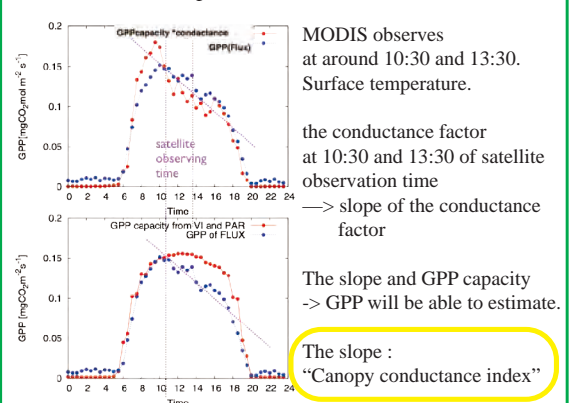 GPPcapacity *conductance
GPP(Flux)
GPP[mgCO2mol m-2 s-1]
0.2
0.15
0.1
0.05
0
satellite
observing
time
0 2 4 6 8 10 12 14 16 18 20 22 24
Time
GPP capacity from VI and PAR
GPP of FLUX
GPP [mgCO2m-2s-1]
0.2
0.15
0.1
0.05
0
0 2 4 6 8 10 12 14 16 18 20 22 24
Time
MODIS observes
at around 10:30 and 13:30.
Surface temperature.
the conductance factor
at 10:30 and 13:30 of satellite
observation time
—> slope of the conductance
factor
The slope and GPP capacity
-> GPP will be able to estimate.
The slope :
“Canopy conductance index”